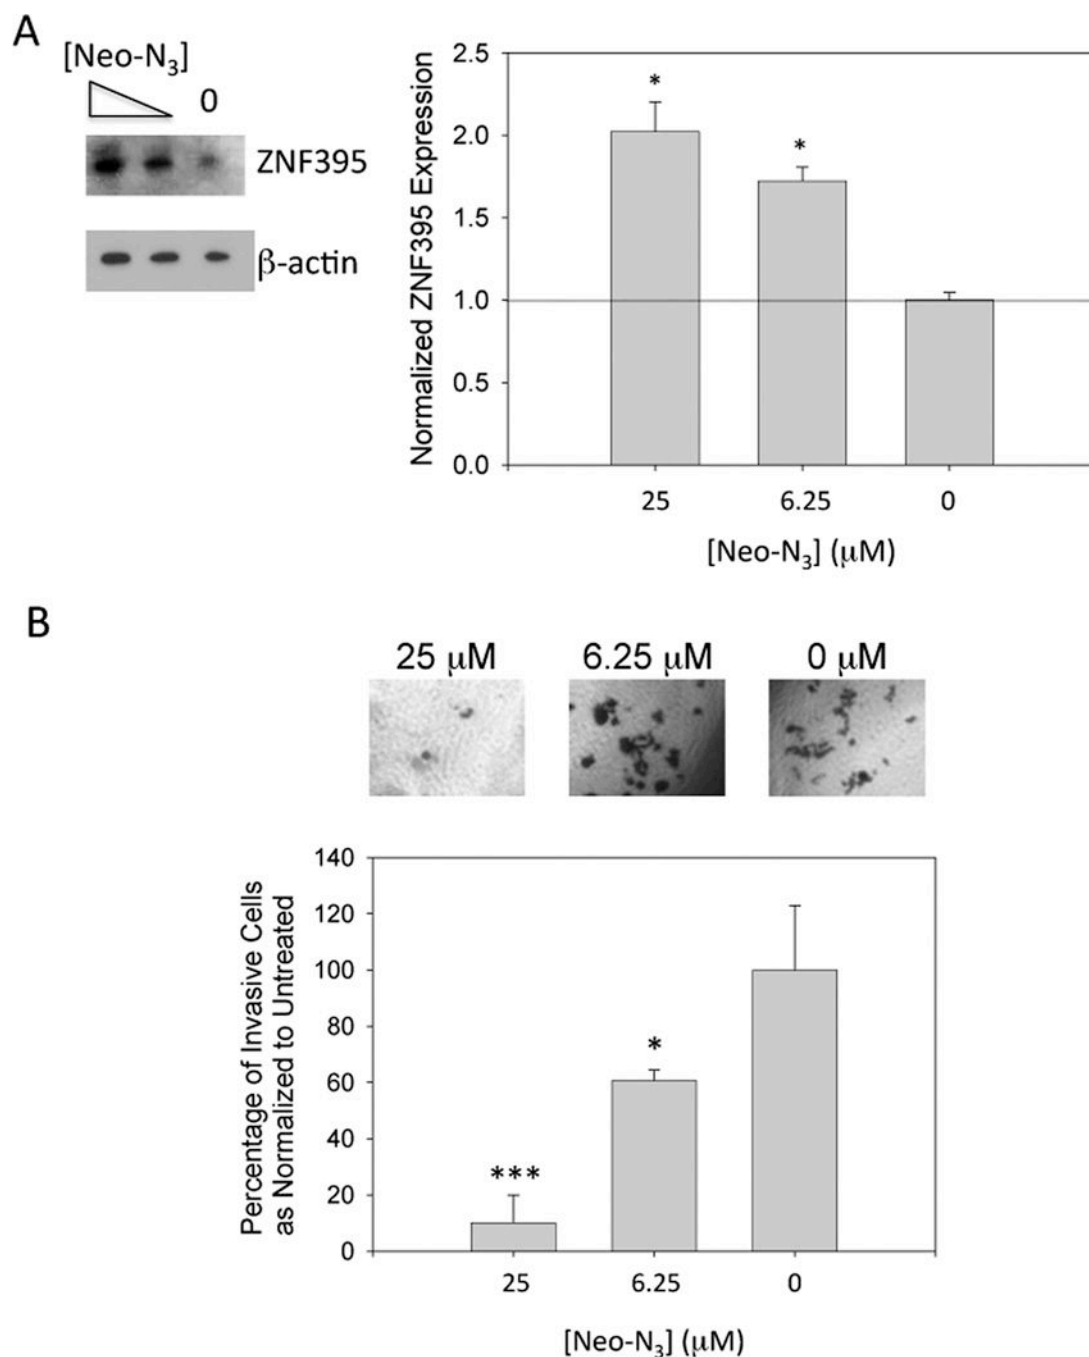 A
[Neo-N₃]
0
ZNF395
β-actin
Normalized ZNF395 Expression
2.5
2.0
1.5
1.0
0.5
0.0
*
*
25 6.25 0
[Neo-N₃] (μM)
B
25 μM 6.25 μM 0 μM
Percentage of Invasive Cells
as Normalized to Untreated
140
120
100
80
60
40
20
0
***
*
25 6.25 0
[Neo-N₃] (μM)